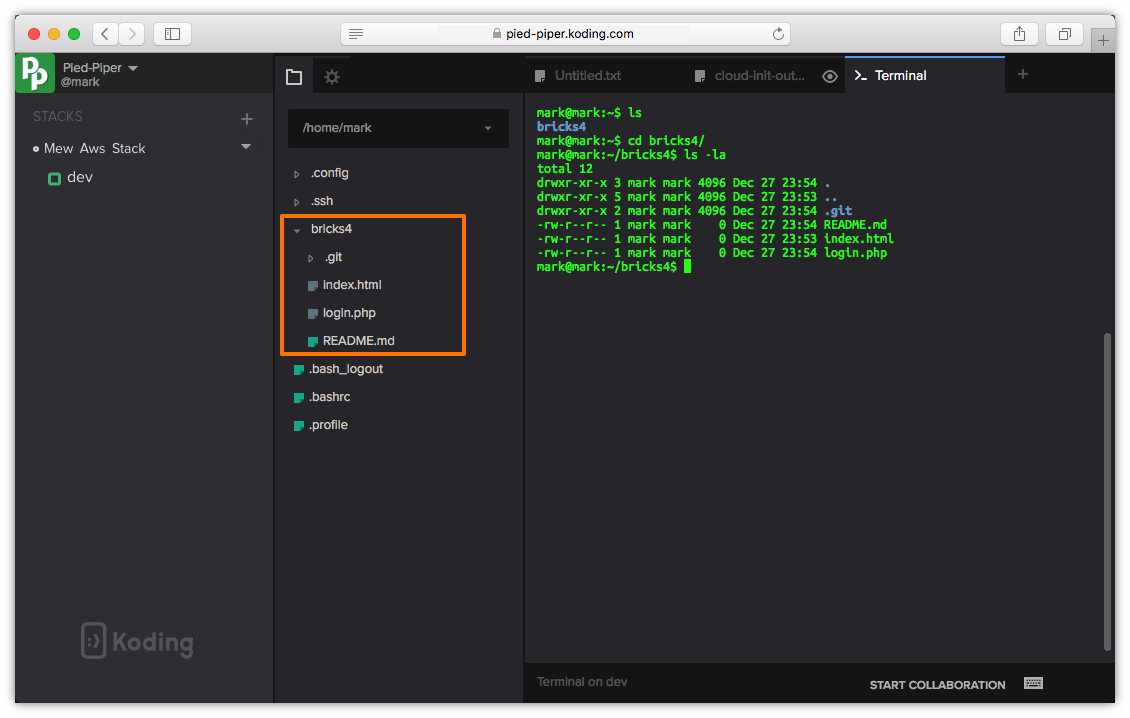 pied-piper.koding.com
Pied-Piper
@mark
STACKS
Mew Aws Stack
dev
Koding
/home/mark
.config
.ssh
bricks4
.git
index.html
login.php
README.md
.bash_logout
.bashrc
.profile
Untitled.txt
cloud-init-out...
Terminal
mark@mark:~$ ls
bricks4
mark@mark:~$ cd bricks4/
mark@mark:~/bricks4$ ls -la
total 12
drwxr-xr-x 3 mark mark 4096 Dec 27 23:54 .
drwxr-xr-x 5 mark mark 4096 Dec 27 23:53 ..
drwxr-xr-x 2 mark mark 4096 Dec 27 23:54 .git
-rw-r--r-- 1 mark mark    0 Dec 27 23:54 README.md
-rw-r--r-- 1 mark mark    0 Dec 27 23:53 index.html
-rw-r--r-- 1 mark mark    0 Dec 27 23:54 login.php
mark@mark:~/bricks4$
Terminal on dev
START COLLABORATION